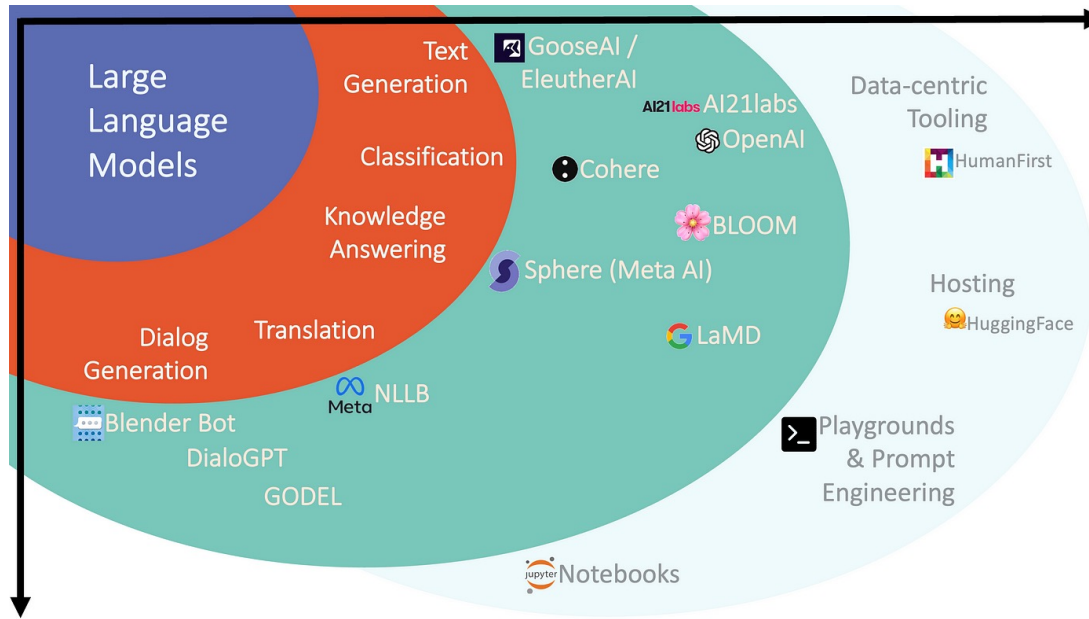 Large
Language
Models
Text
Generation
Classification
Knowledge
Answering
Translation
Dialog
Generation
GooseAI /
EleutherAI
AI21labs AI21labs
OpenAI
Cohere
BLOOM
Sphere (Meta AI)
LaMD
Meta NLLB
Blender Bot
DialoGPT
GODEL
Data-centric
Tooling
HumanFirst
Hosting
HuggingFace
Playgrounds
& Prompt
Engineering
jupyter Notebooks